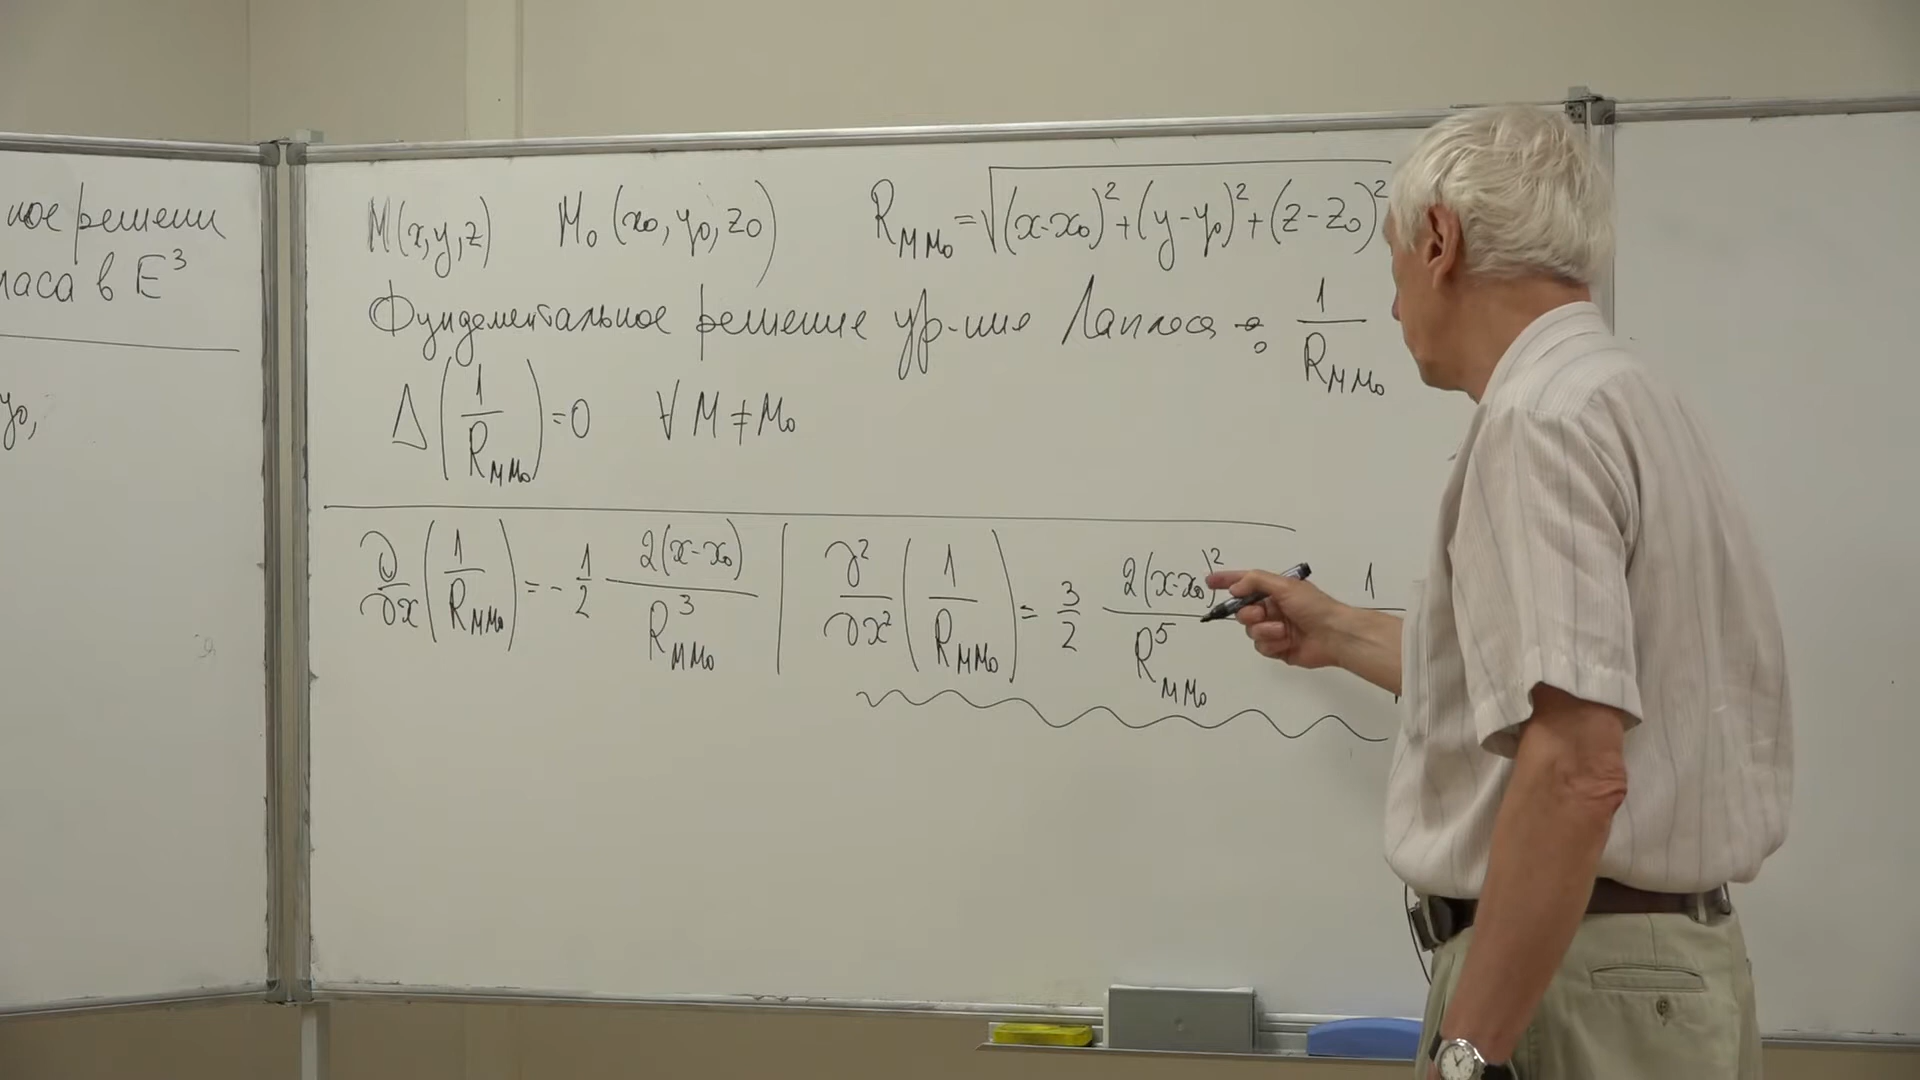 ное решени
ласа в E³
y₀,
M(x,y,z) M₀(x₀, y₀, z₀) R_{MM₀} = √((x-x₀)² + (y-y₀)² + (z-z₀)²
Фундаментальное решение ур-ние Лапласа : 1/R_{MM₀}
Δ(1/R_{MM₀}) = 0 ∀ M ≠ M₀
∂/∂x (1/R_{MM₀}) = - 1/2 2(x-x₀)/R³_{MM₀} | ∂²/∂x² (1/R_{MM₀}) = 3/2 2(x-x₀)²/R⁵_{MM₀} 1